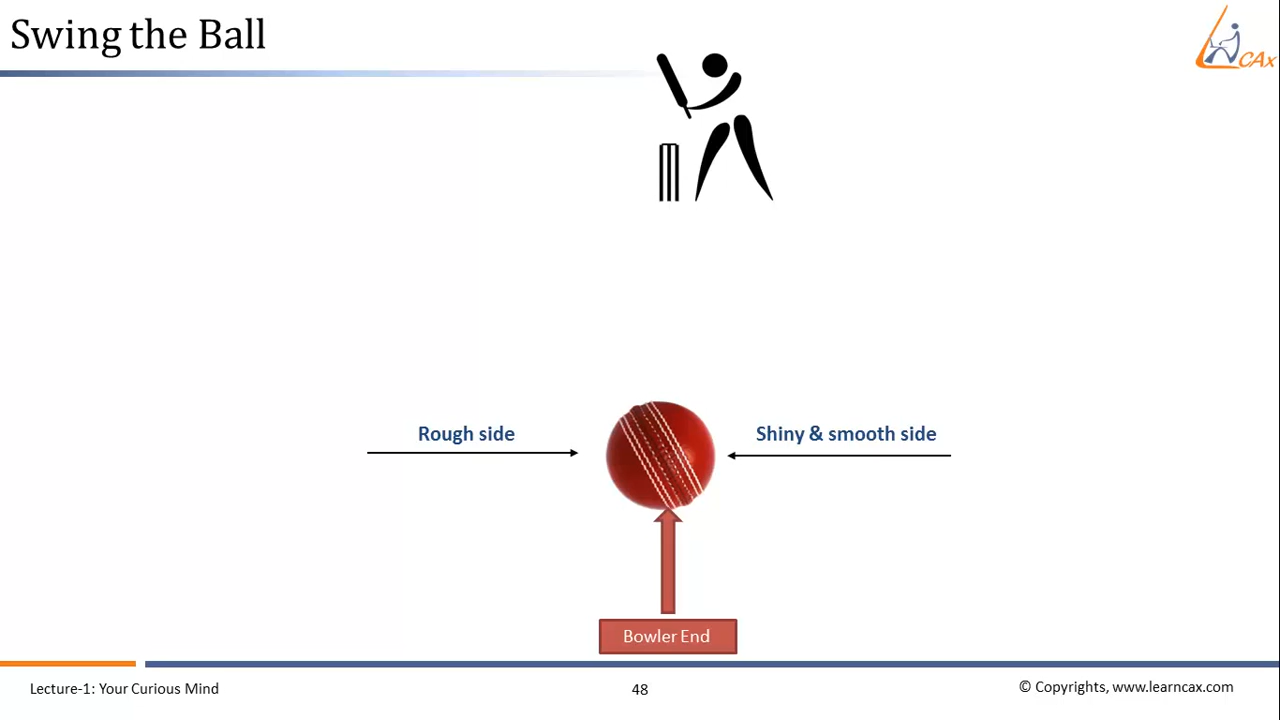 Swing the Ball
CAx
Rough side
Shiny & smooth side
Bowler End
Lecture-1: Your Curious Mind
48
© Copyrights, www.learncax.com